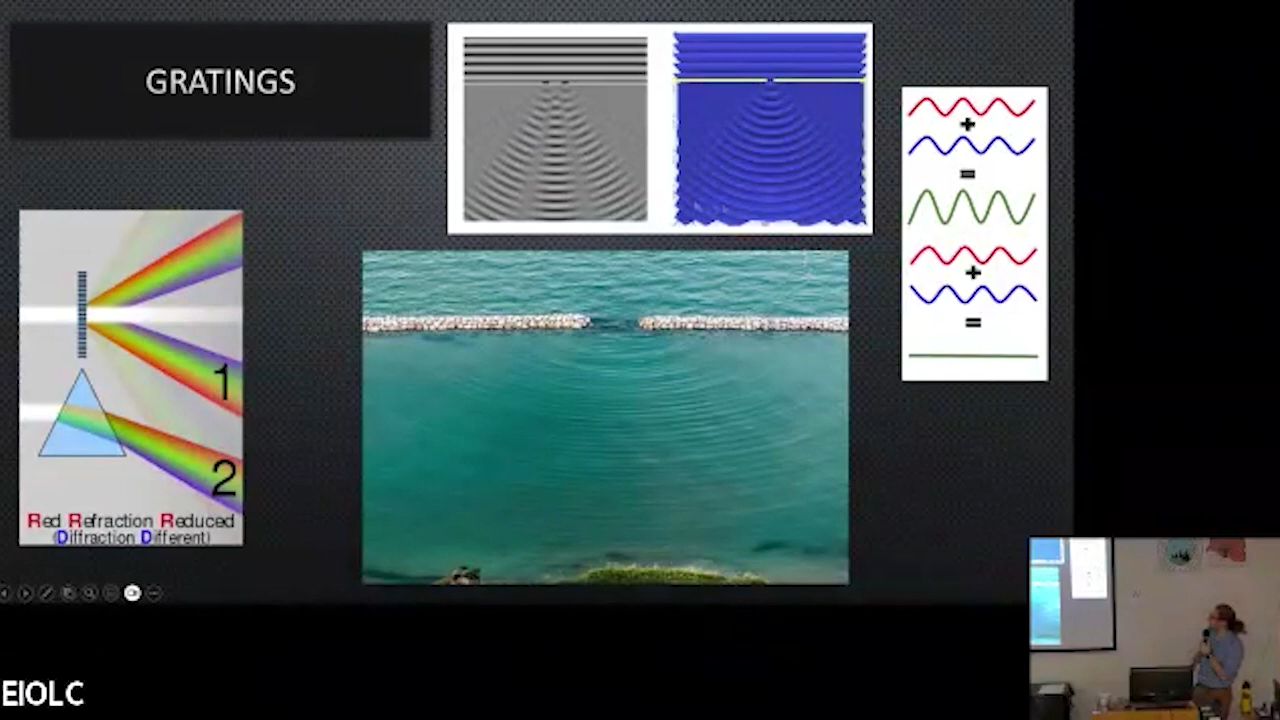 GRATINGS
+
=
+
=
1
2
Red Refraction Reduced
(Diffraction Different)
EIOLC